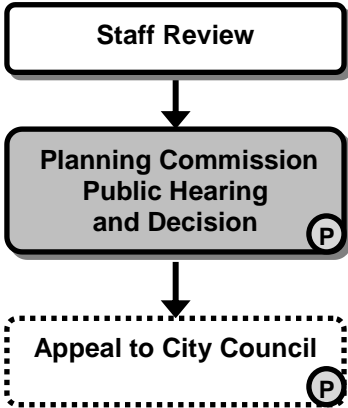 Staff Review
Planning Commission
Public Hearing
and Decision
P
Appeal to City Council
P